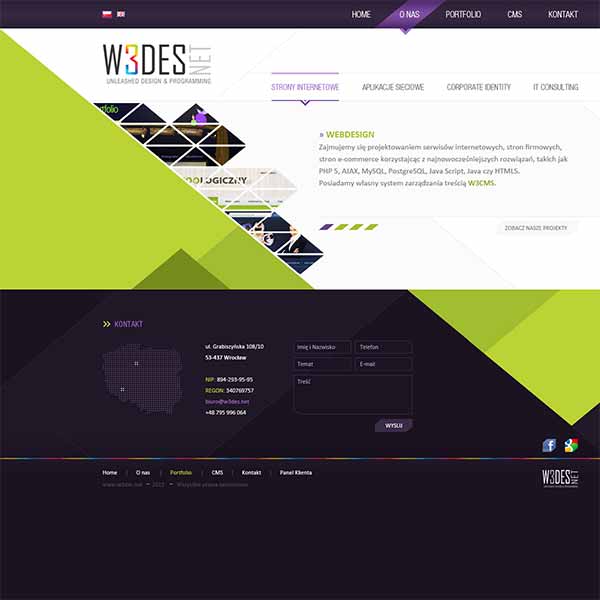 HOME O NAS PORTFOLIO CMS KONTAKT
W3DES NET
UNLEASHED DESIGN & PROGRAMMING
STRONY INTERNETOWE APLIKACJE SIECIOWE CORPORATE IDENTITY IT CONSULTING
tfolio
» WEBDESIGN
Zajmujemy się projektowaniem serwisów internetowych, stron firmowych,
stron e-commerce korzystając z najnowocześniejszych rozwiązań, takich jak
PHP 5, AJAX, MySQL, PostgreSQL, Java Script, Java czy HTML5.
Posiadamy własny system zarządzania treścią W3CMS.
OLOGICZNY
ZOBACZ NASZE PROJEKTY
» KONTAKT
ul. Grabiszyńska 108/10
53-437 Wrocław
NIP: 894-293-95-95
REGON: 340769757
biuro@w3des.net
+48 795 996 064
Imię i Nazwisko Telefon
Temat E-mail
Treść
WYŚLIJ
Home | O nas | Portfolio | CMS | Kontakt | Panel Klienta
www.w3des.net – 2012 – Wszystkie prawa zastrzeżone
W3DES NET